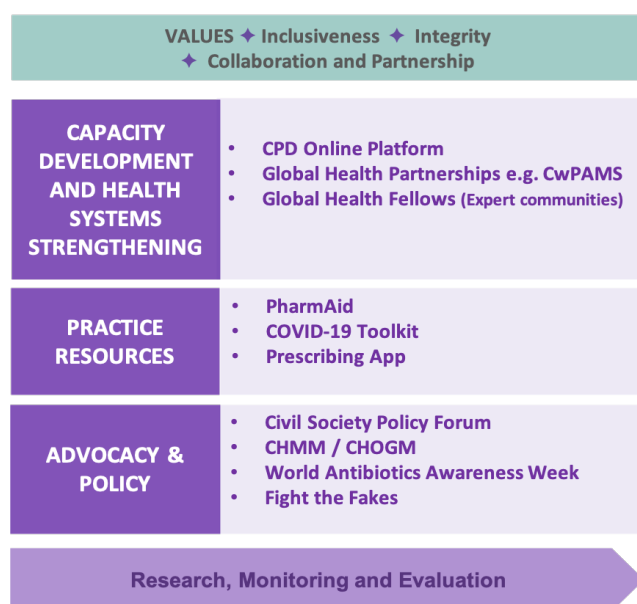 VALUES ✦ Inclusiveness ✦ Integrity
✦ Collaboration and Partnership
CAPACITY
DEVELOPMENT
AND HEALTH
SYSTEMS
STRENGTHENING
• CPD Online Platform
• Global Health Partnerships e.g. CwPAMS
• Global Health Fellows (Expert communities)
PRACTICE
RESOURCES
• PharmAid
• COVID-19 Toolkit
• Prescribing App
ADVOCACY &
POLICY
• Civil Society Policy Forum
• CHMM / CHOGM
• World Antibiotics Awareness Week
• Fight the Fakes
Research, Monitoring and Evaluation